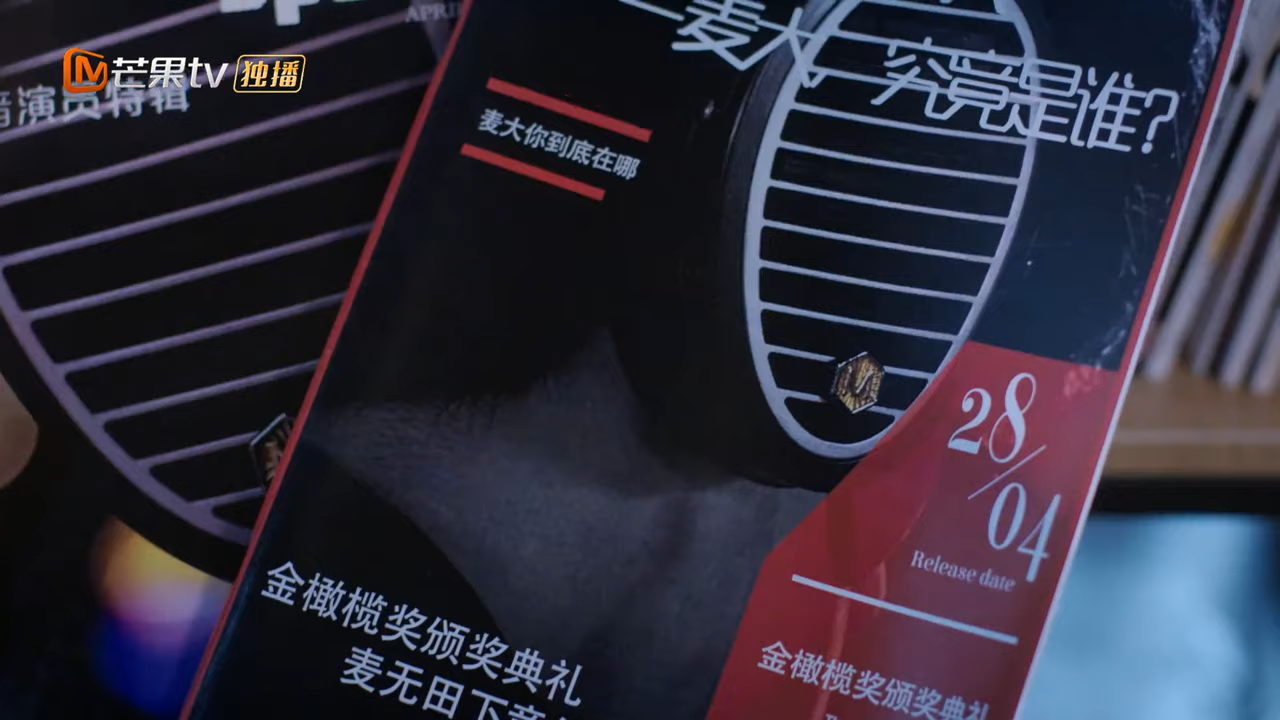 APRIL
芒果tv 独播
音演员特辑
麦大 究竟是谁?
麦大你到底在哪
28/04
Release date
金橄榄奖颁奖典礼
麦无田下音
金橄榄奖颁奖典礼